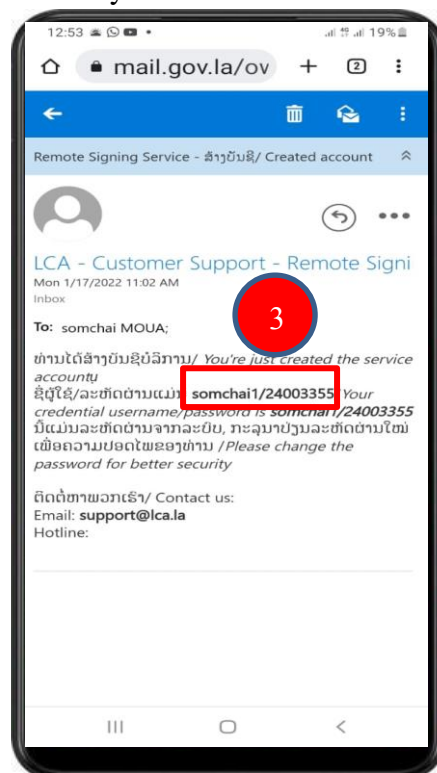 12:53 19%
mail.gov.la/ov + 2
Remote Signing Service - ສ້າງບັນຊີ/ Created account
LCA - Customer Support - Remote Signi
Mon 1/17/2022 11:02 AM
Inbox
3
To: somchai MOUA;
ທ່ານໄດ້ສ້າງບັນຊີບໍລິການ/ You're just created the service
accountນຸ
ຊື່ຜູ້ໃຊ້/ລະຫັດຜ່ານແມ່ນ somchai1/24003355 Your
credential username/password is somchai1/24003355
ນີ້ແມ່ນລະຫັດຜ່ານຈາກລະບົບ, ກະລຸນາປ່ຽນລະຫັດຜ່ານໃໝ່
ເພື່ອຄວາມປອດໄພຂອງທ່ານ /Please change the
password for better security
ຕິດຕໍ່ຫາພວກເຮົາ/ Contact us:
Email: support@lca.la
Hotline: